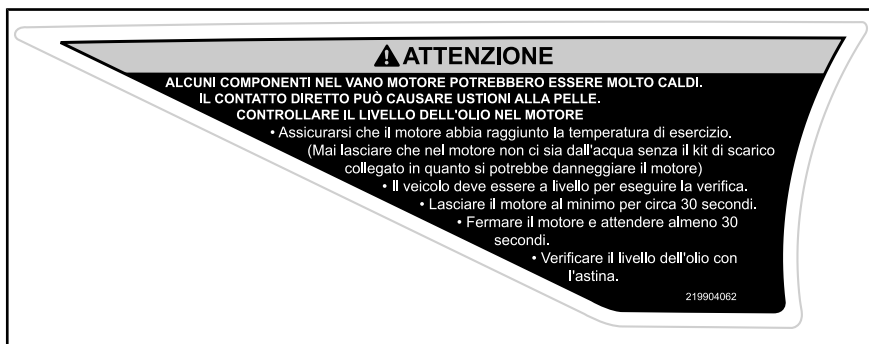 ATTENZIONE
ALCUNI COMPONENTI NEL VANO MOTORE POTREBBERO ESSERE MOLTO CALDI.
IL CONTATTO DIRETTO PUÒ CAUSARE USTIONI ALLA PELLE.
CONTROLLARE IL LIVELLO DELL'OLIO NEL MOTORE
• Assicurarsi che il motore abbia raggiunto la temperatura di esercizio.
(Mai lasciare che nel motore non ci sia dall'acqua senza il kit di scarico
collegato in quanto si potrebbe danneggiare il motore)
• Il veicolo deve essere a livello per eseguire la verifica.
• Lasciare il motore al minimo per circa 30 secondi.
• Fermare il motore e attendere almeno 30
secondi.
• Verificare il livello dell'olio con
l'astina.
219904062